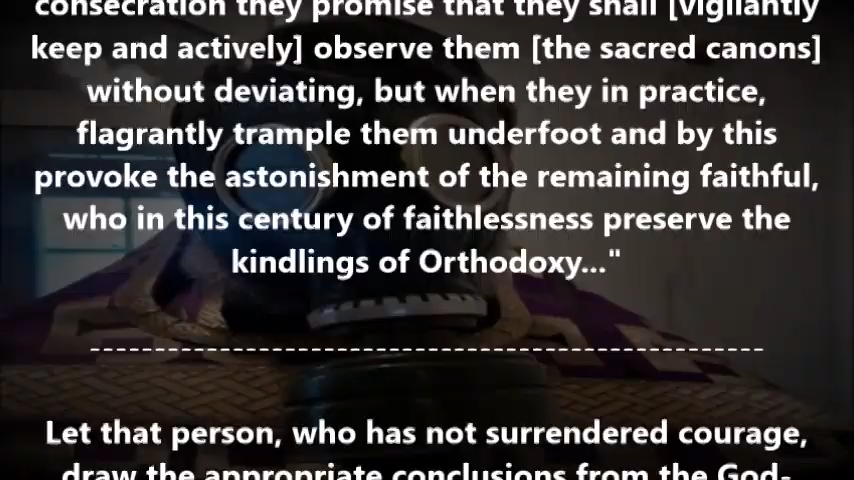 consecration they promise that they shall [vigilantly
keep and actively] observe them [the sacred canons]
without deviating, but when they in practice,
flagrantly trample them underfoot and by this
provoke the astonishment of the remaining faithful,
who in this century of faithlessness preserve the
kindlings of Orthodoxy..."
-----------------------------------------------------
Let that person, who has not surrendered courage,
draw the appropriate conclusions from the God-